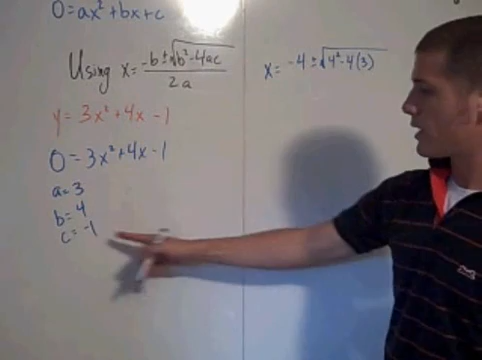 0=ax²+bx+c
Using x= -b±√b²-4ac / 2a
y=3x²+4x-1
0=3x²+4x-1
a=3
b=4
c=-1
x= -4±√4²-4(3)